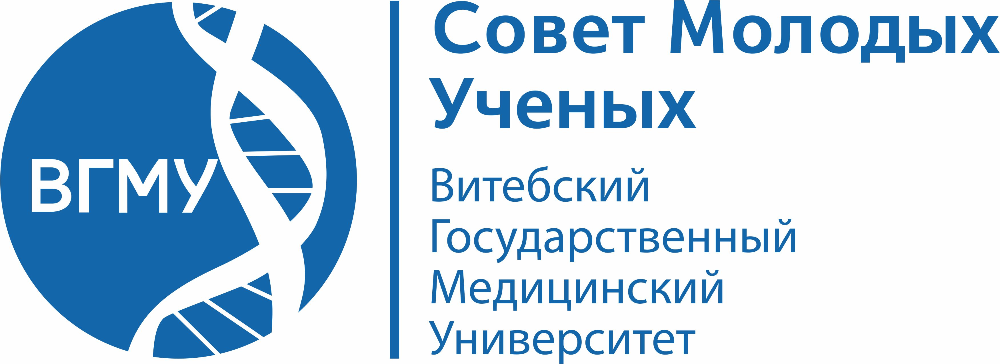 ВГМУ
Совет Молодых
Ученых
Витебский
Государственный
Медицинский
Университет